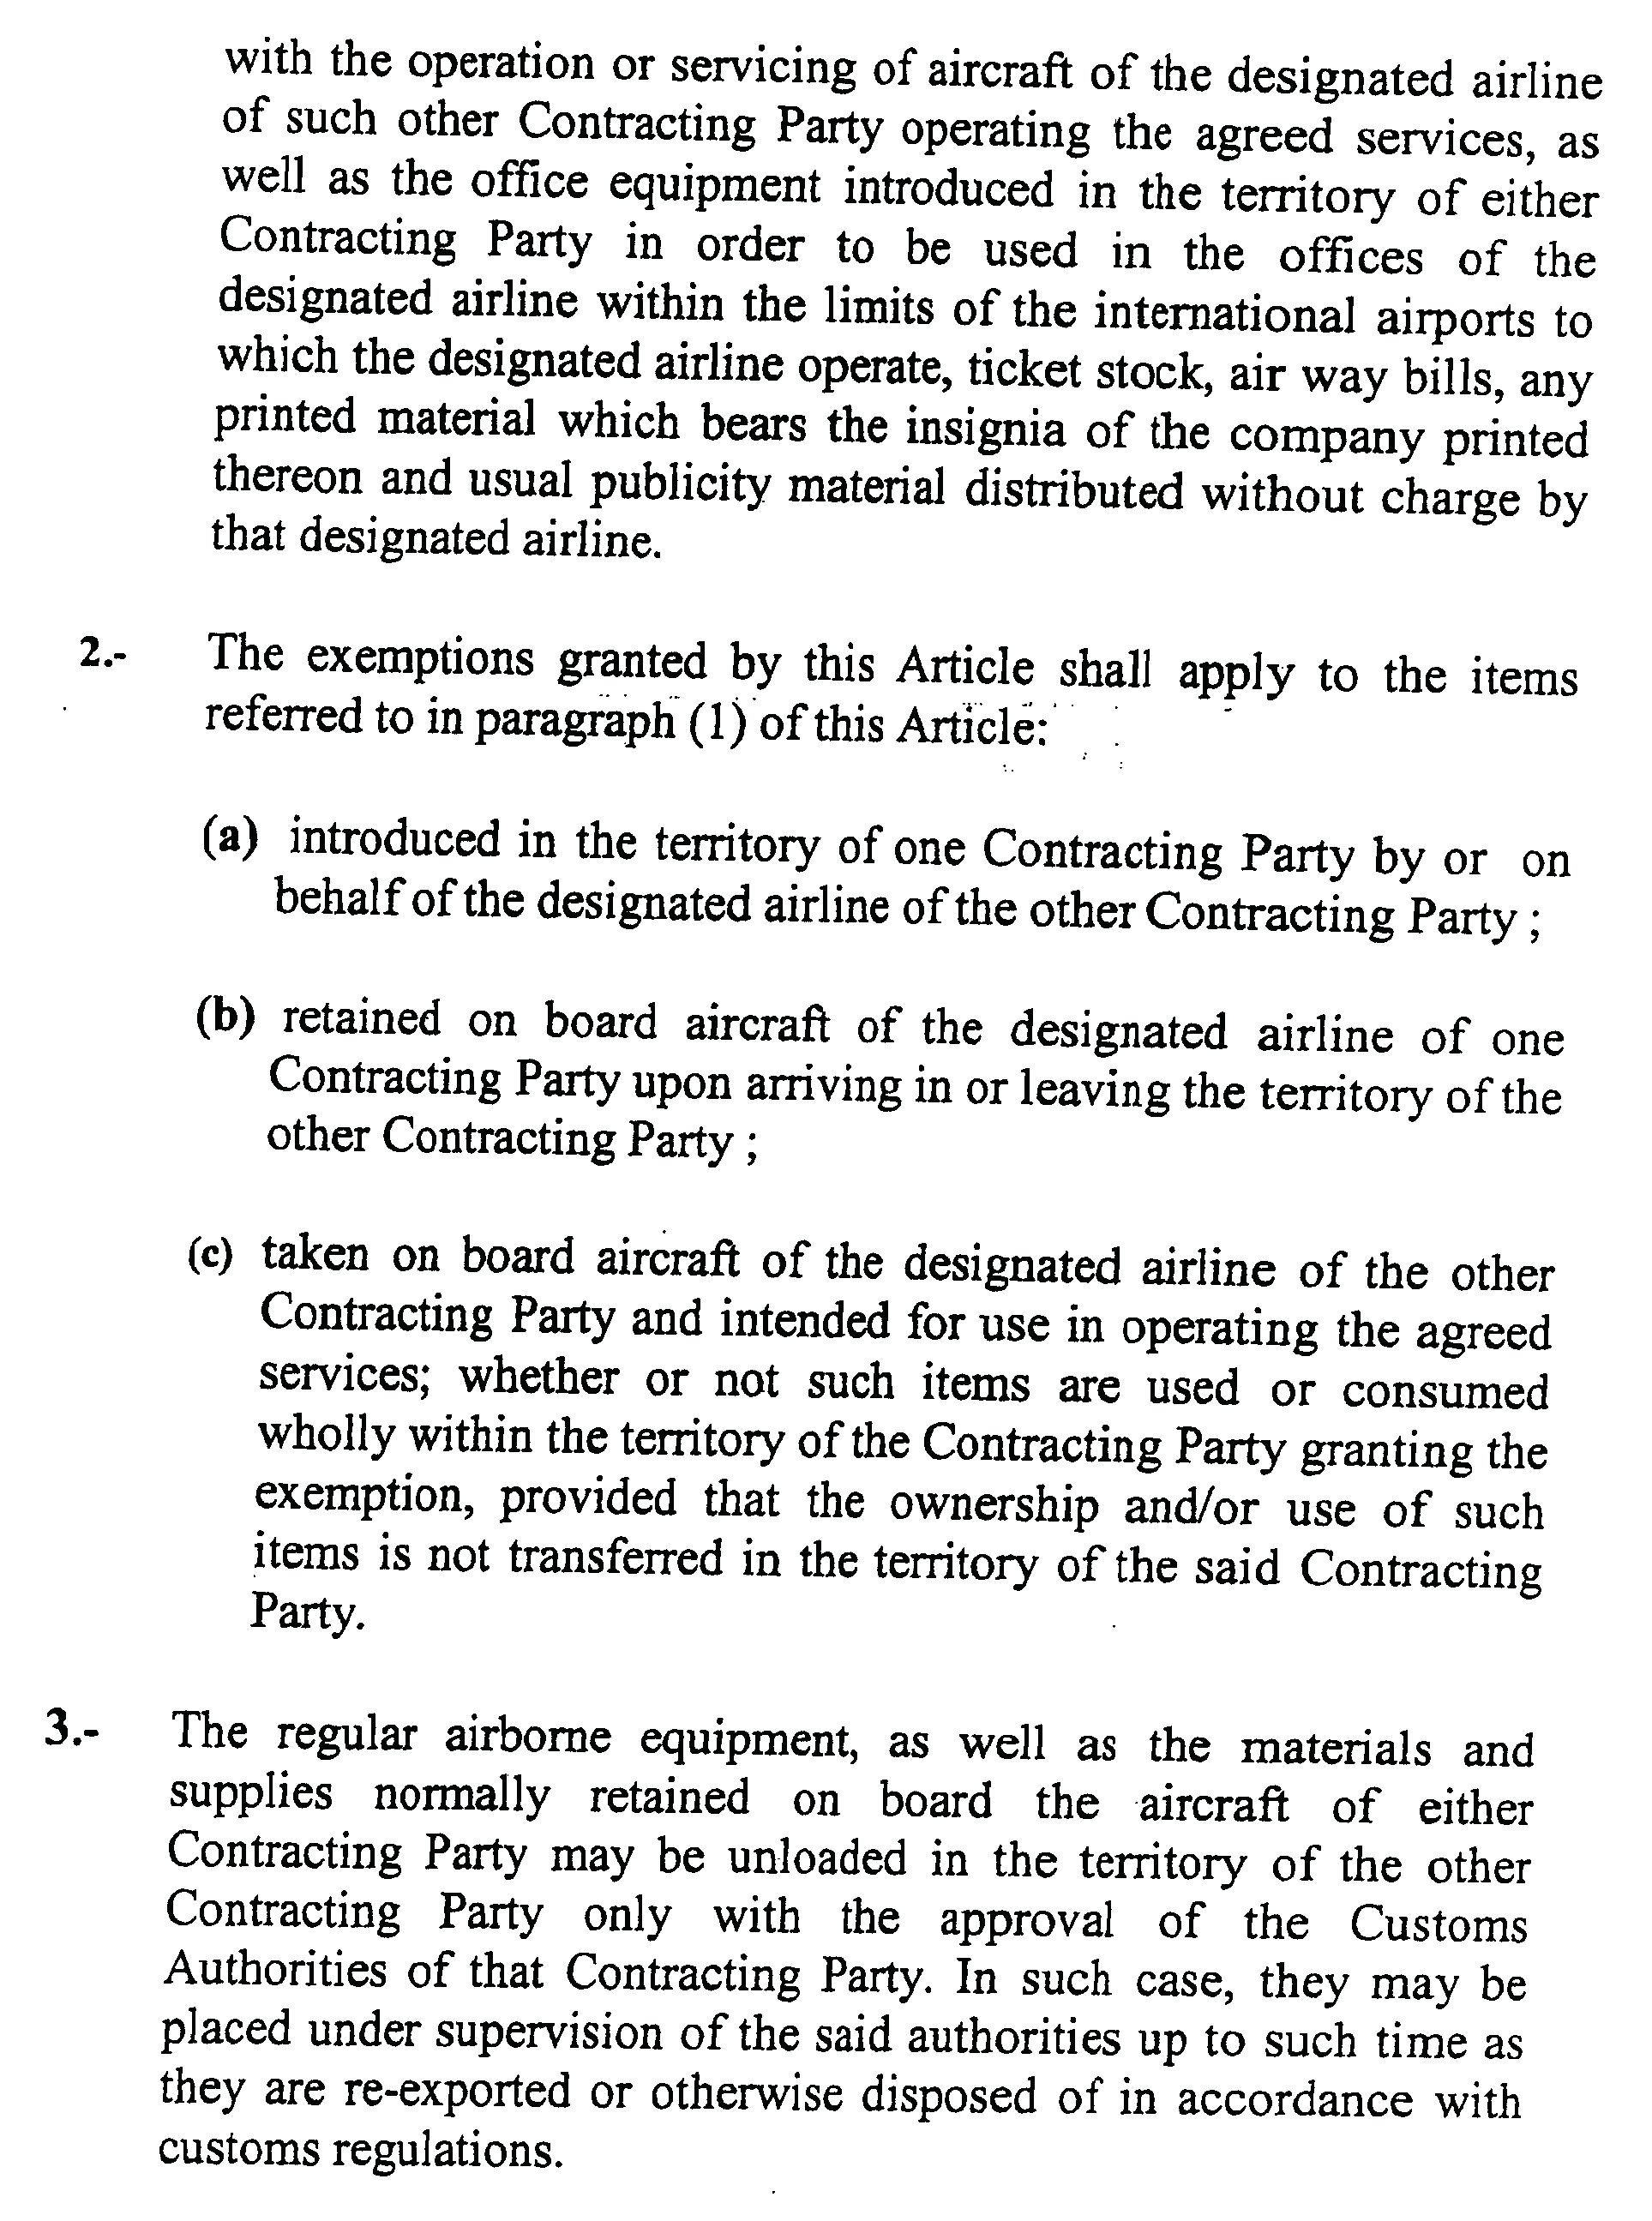 with the operation or servicing of aircraft of the designated airline
of such other Contracting Party operating the agreed services, as
well as the office equipment introduced in the territory of either
Contracting Party in order to be used in the offices of the
designated airline within the limits of the international airports to
which the designated airline operate, ticket stock, air way bills, any
printed material which bears the insignia of the company printed
thereon and usual publicity material distributed without charge by
that designated airline.
2.- The exemptions granted by this Article shall apply to the items
referred to in paragraph (1) of this Article:
(a) introduced in the territory of one Contracting Party by or on
behalf of the designated airline of the other Contracting Party ;
(b) retained on board aircraft of the designated airline of one
Contracting Party upon arriving in or leaving the territory of the
other Contracting Party ;
(c) taken on board aircraft of the designated airline of the other
Contracting Party and intended for use in operating the agreed
services; whether or not such items are used or consumed
wholly within the territory of the Contracting Party granting the
exemption, provided that the ownership and/or use of such
items is not transferred in the territory of the said Contracting
Party.
3.- The regular airborne equipment, as well as the materials and
supplies normally retained on board the aircraft of either
Contracting Party may be unloaded in the territory of the other
Contracting Party only with the approval of the Customs
Authorities of that Contracting Party. In such case, they may be
placed under supervision of the said authorities up to such time as
they are re-exported or otherwise disposed of in accordance with
customs regulations.